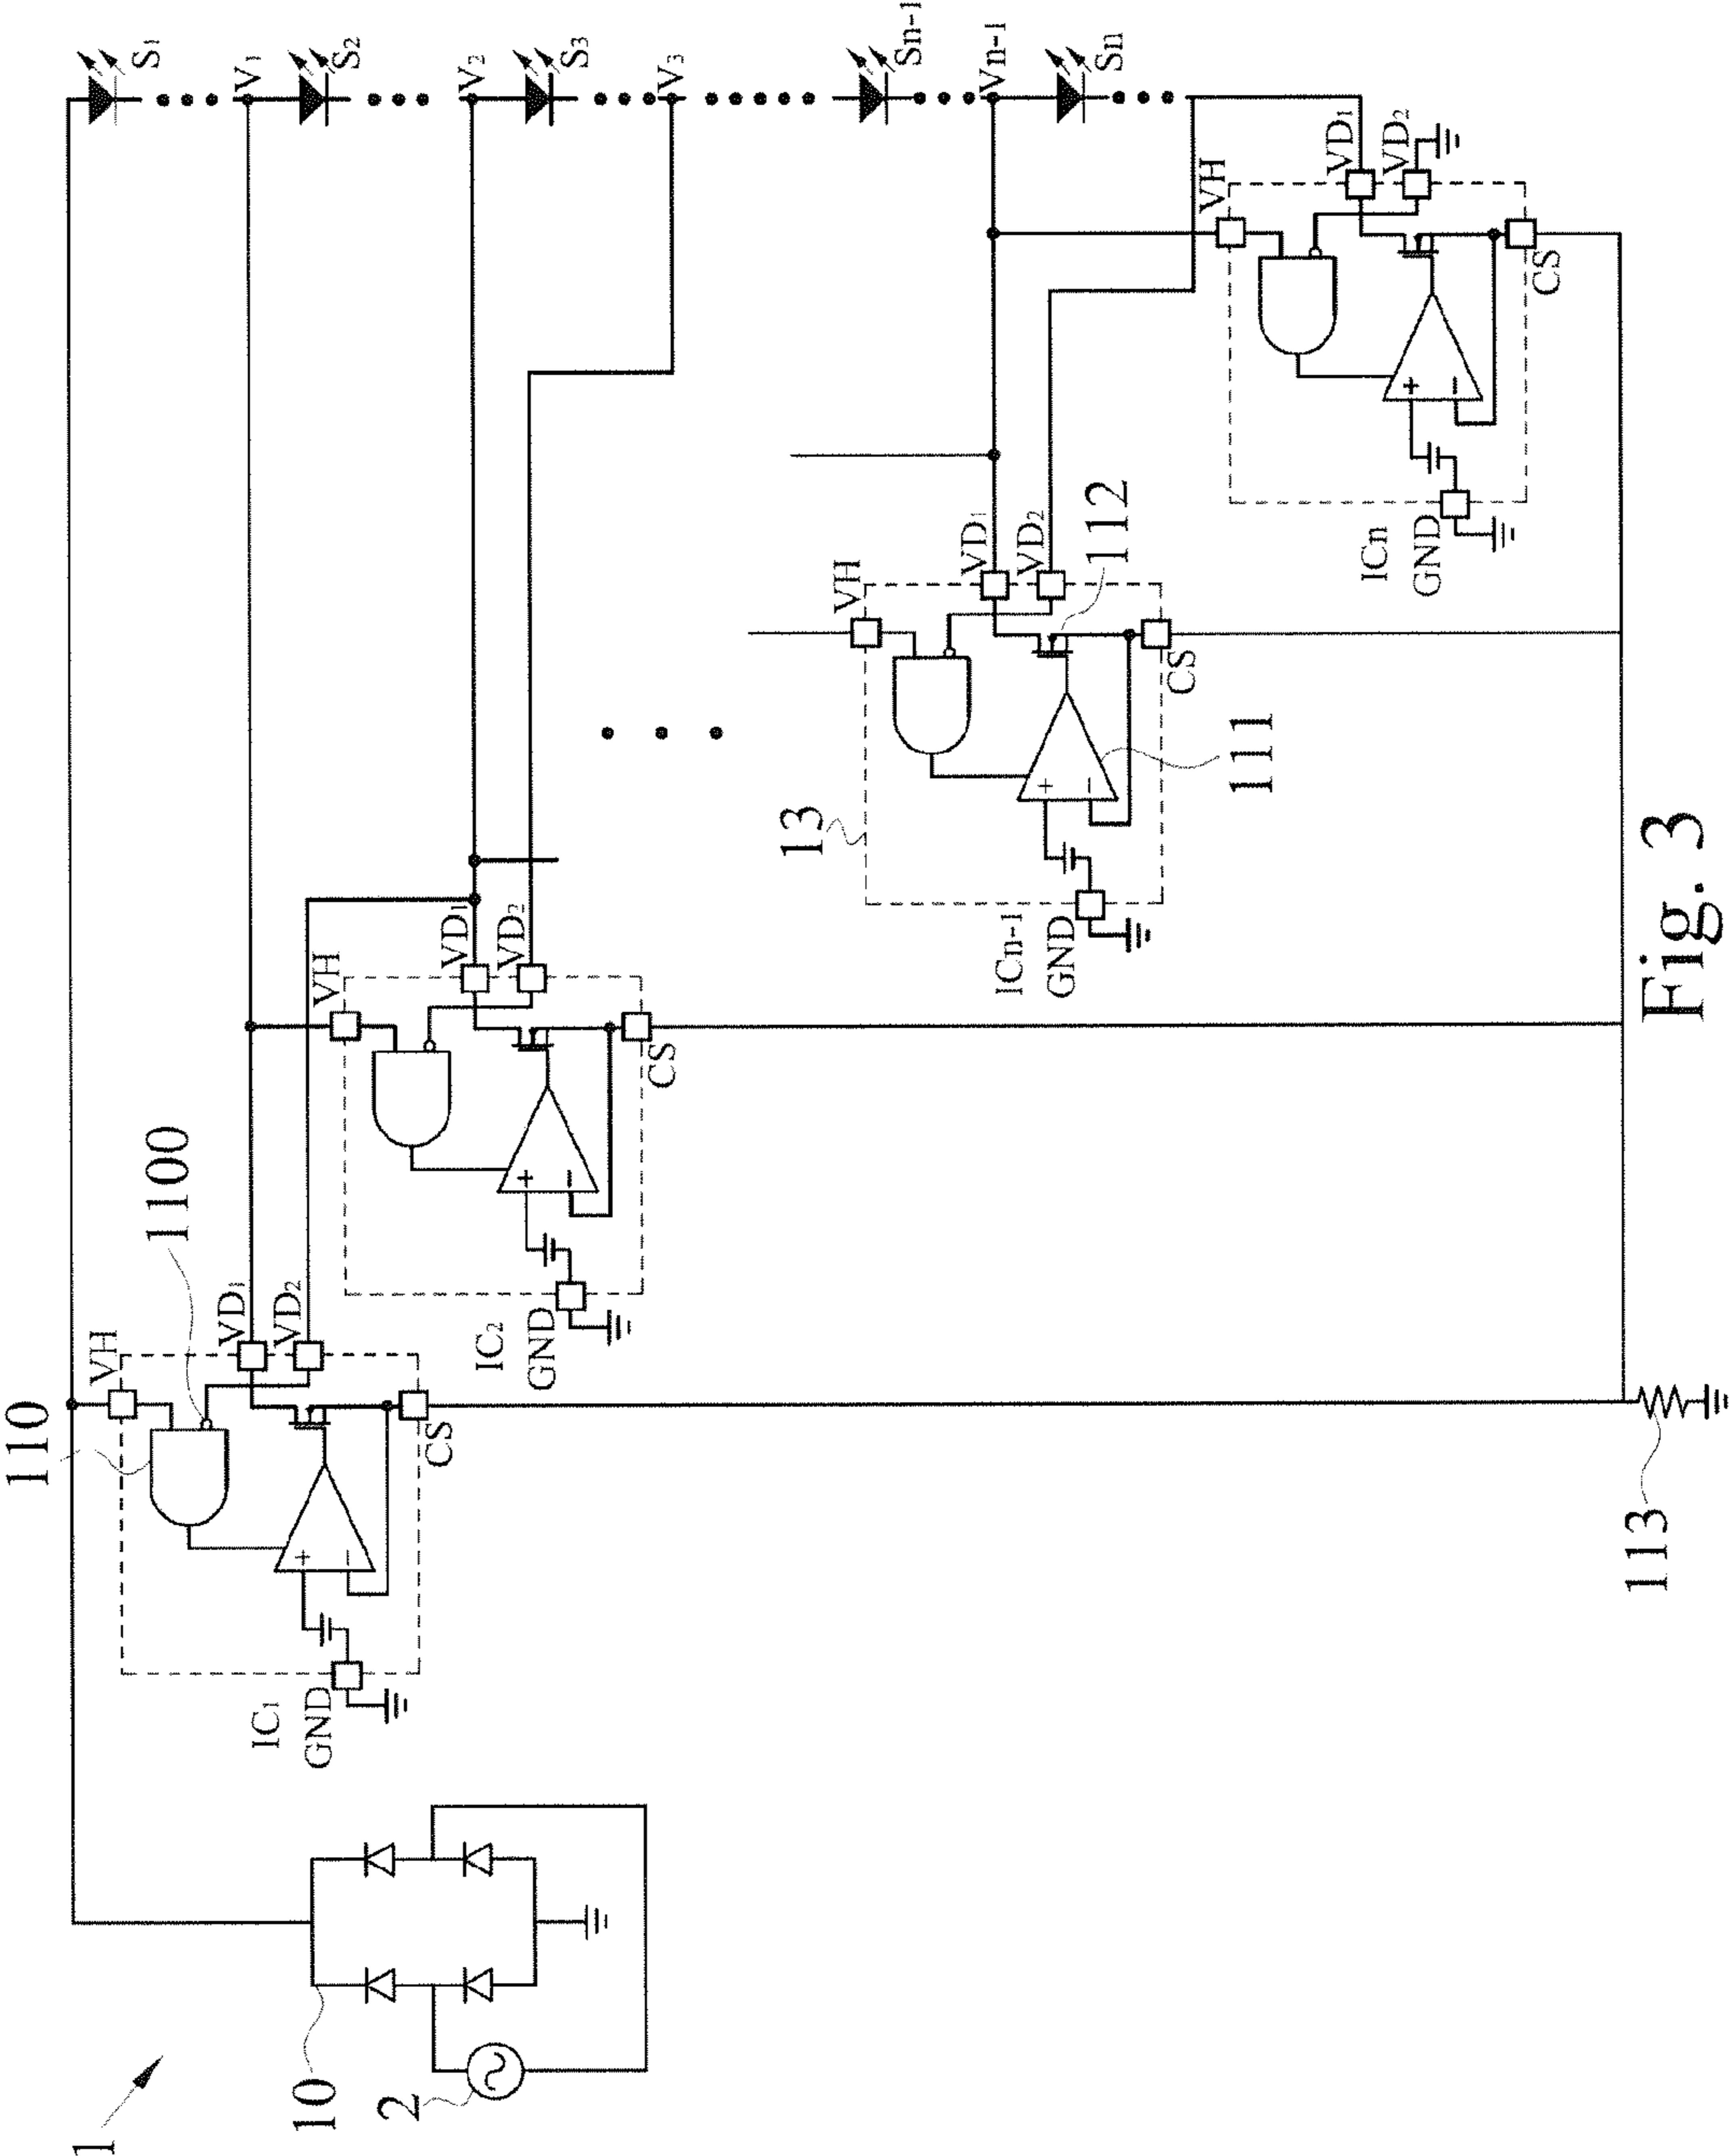 1
2
10
110
1100
S1
V1
S2
V2
S3
V3
Sn-1
Vn-1
Sn
IC1
GND
VH
VD1
VD2
CS
IC2
GND
VH
VD1
VD2
CS
13
ICn-1
GND
VH
VD1
VD2
CS
111
112
ICn
GND
VH
VD1
VD2
CS
113
Fig. 3